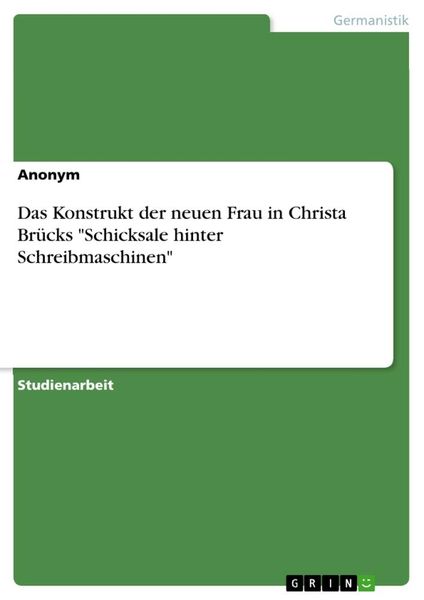 Germanistik
Anonym
Das Konstrukt der neuen Frau in Christa
Brücks "Schicksale hinter
Schreibmaschinen"
Studienarbeit
GRIN